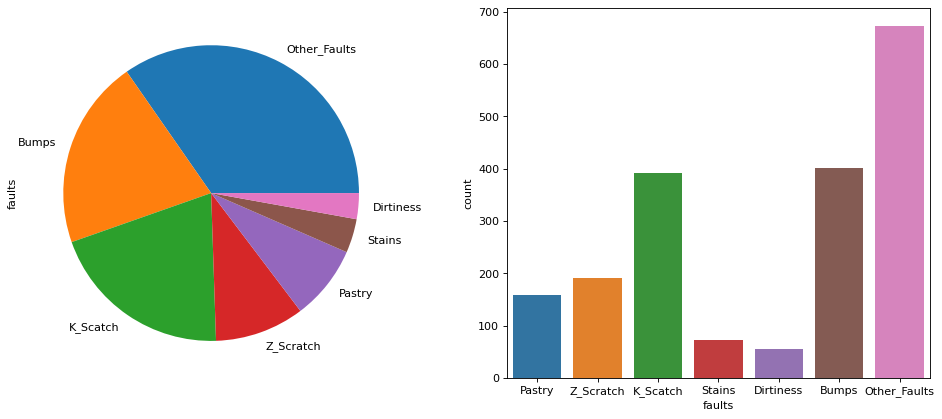 Other_Faults
Bumps
faults
Dirtiness
Stains
Pastry
K_Scatch
Z_Scratch
700
600
500
400
300
200
100
0
count
Pastry Z_Scratch K_Scatch Stains Dirtiness Bumps Other_Faults
faults